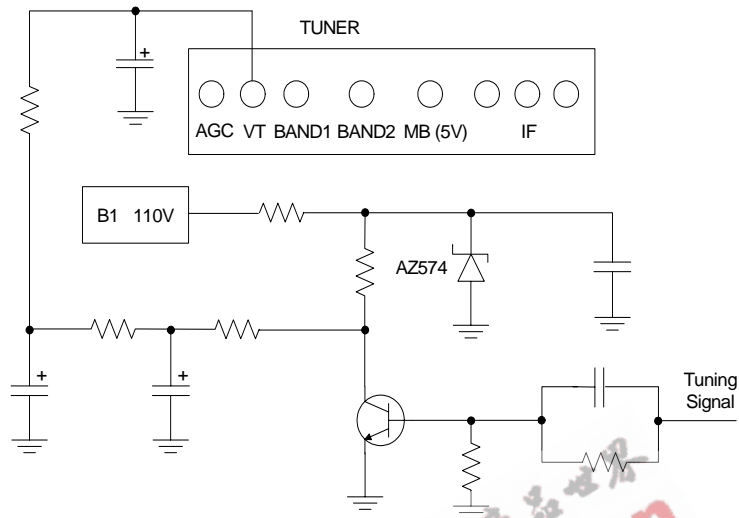 TUNER
AGC VT BAND1 BAND2 MB (5V) IF
B1 110V
AZ574
+
+
+
Tuning
Signal